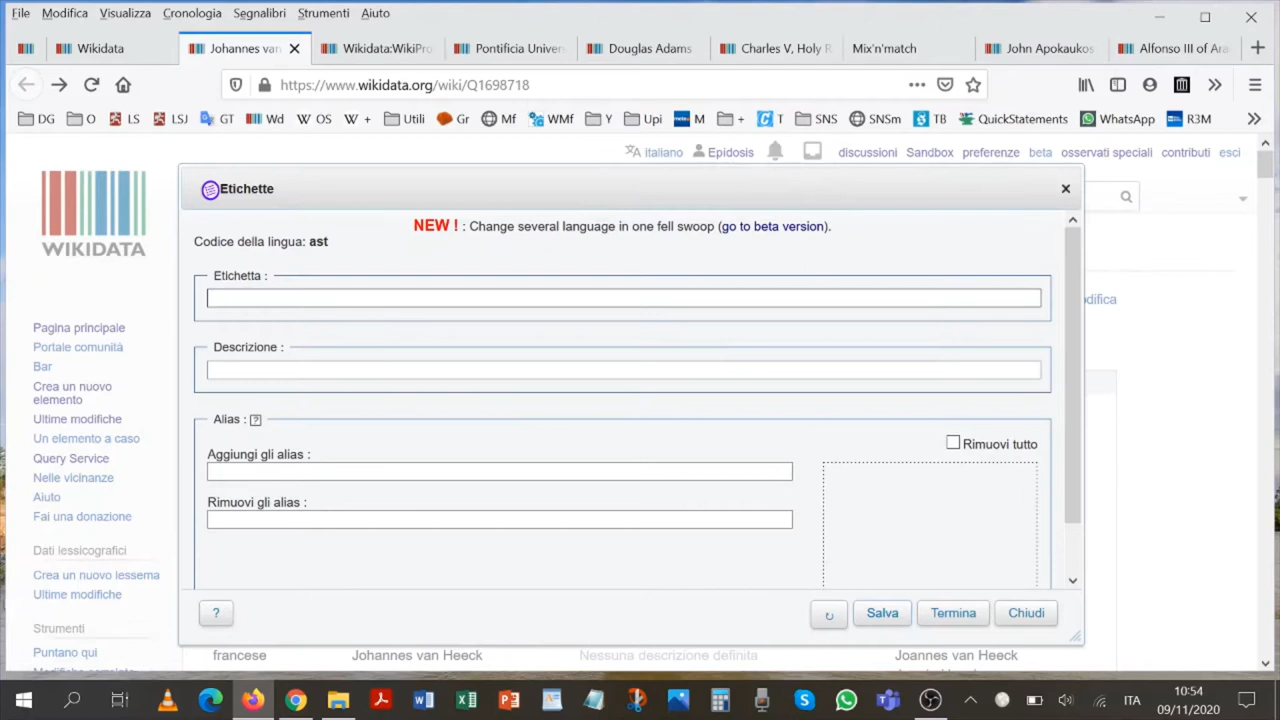 File Modifica Visualizza Cronologia Segnalibri Strumenti Aiuto
Wikidata Johannes van Wikidata:WikiPro Pontificia Univer Douglas Adams Charles V, Holy R Mix'n'match John Apokaukos Alfonso III of Ara
https://www.wikidata.org/wiki/Q1698718
DG O LS LSJ GT Wd OS + Utili Gr Mf WMf Y Upi M + T SNS SNSm TB QuickStatements WhatsApp R3M
italiano Epidosis discussioni Sandbox preferenze beta osservati speciali contributi esci
WIKIDATA
Pagina principale
Portale comunità
Bar
Crea un nuovo
elemento
Ultime modifiche
Un elemento a caso
Query Service
Nelle vicinanze
Aiuto
Fai una donazione
Dati lessicografici
Crea un nuovo lessema
Ultime modifiche
Strumenti
Puntano qui
Etichette
NEW ! : Change several language in one fell swoop (go to beta version).
Codice della lingua: ast
Etichetta :
Descrizione :
Alias : ?
Rimuovi tutto
Aggiungi gli alias :
Rimuovi gli alias :
? Salva Termina Chiudi
francese Johannes van Heeck Nessuna descrizione definita Joannes van Heeck
ITA
10:54
09/11/2020